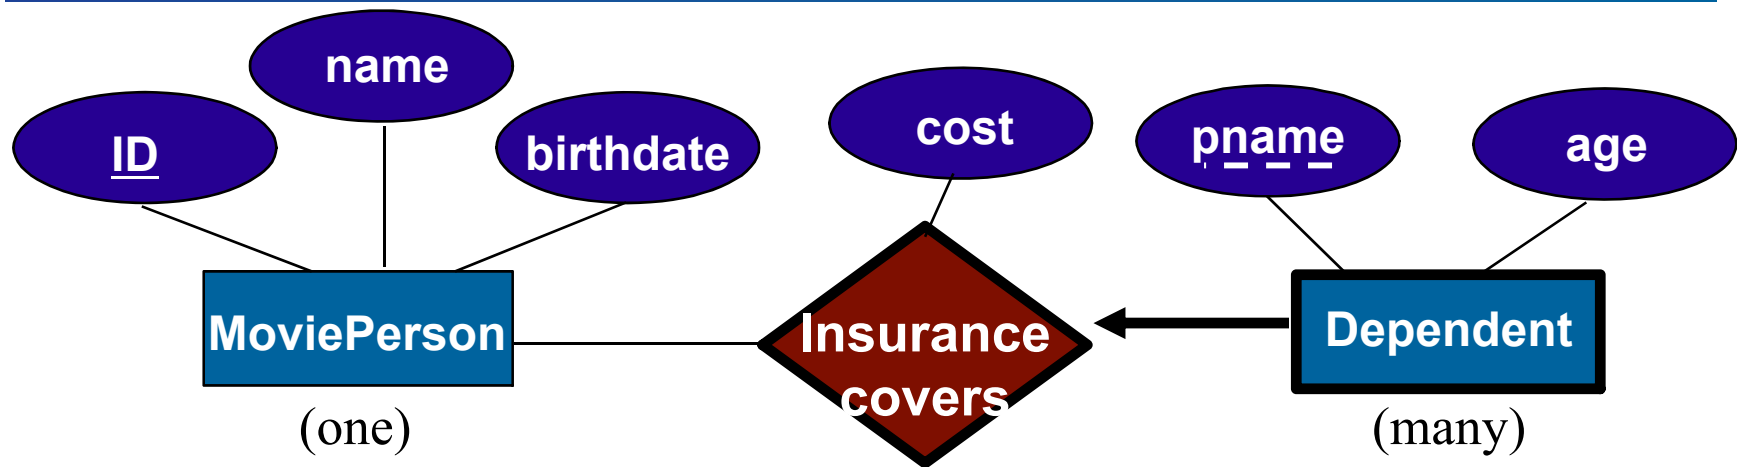 name
ID
birthdate
cost
pname
age
MoviePerson
Insurance
covers
Dependent
(one)
(many)